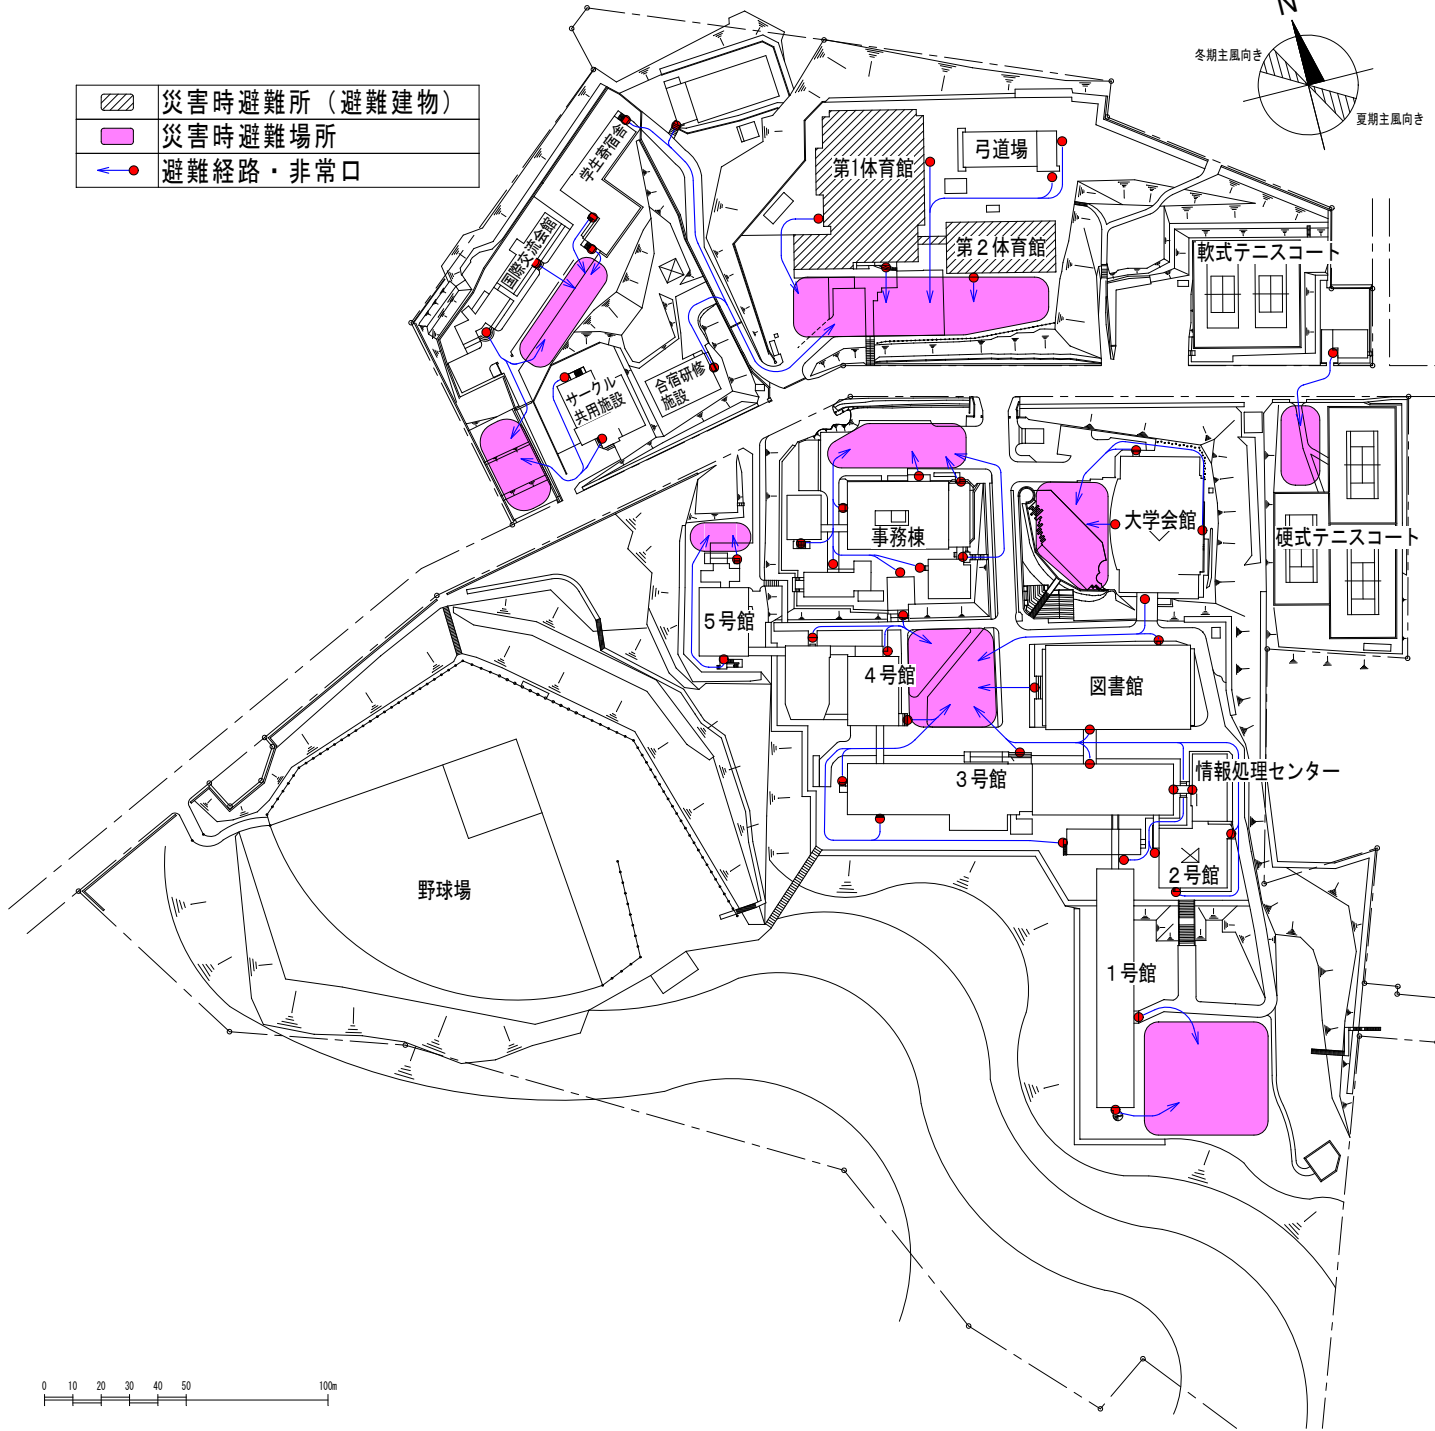 N
冬期主風向き
夏期主風向き
災害時避難所（避難建物）
災害時避難場所
避難経路・非常口
学生寄宿舎
国際交流会館
第1体育館
弓道場
第２体育館
軟式テニスコート
サークル
共用施設
合宿研修
施設
事務棟
大学会館
硬式テニスコート
５号館
４号館
図書館
３号館
情報処理センター
２号館
野球場
１号館
0 10 20 30 40 50 100m